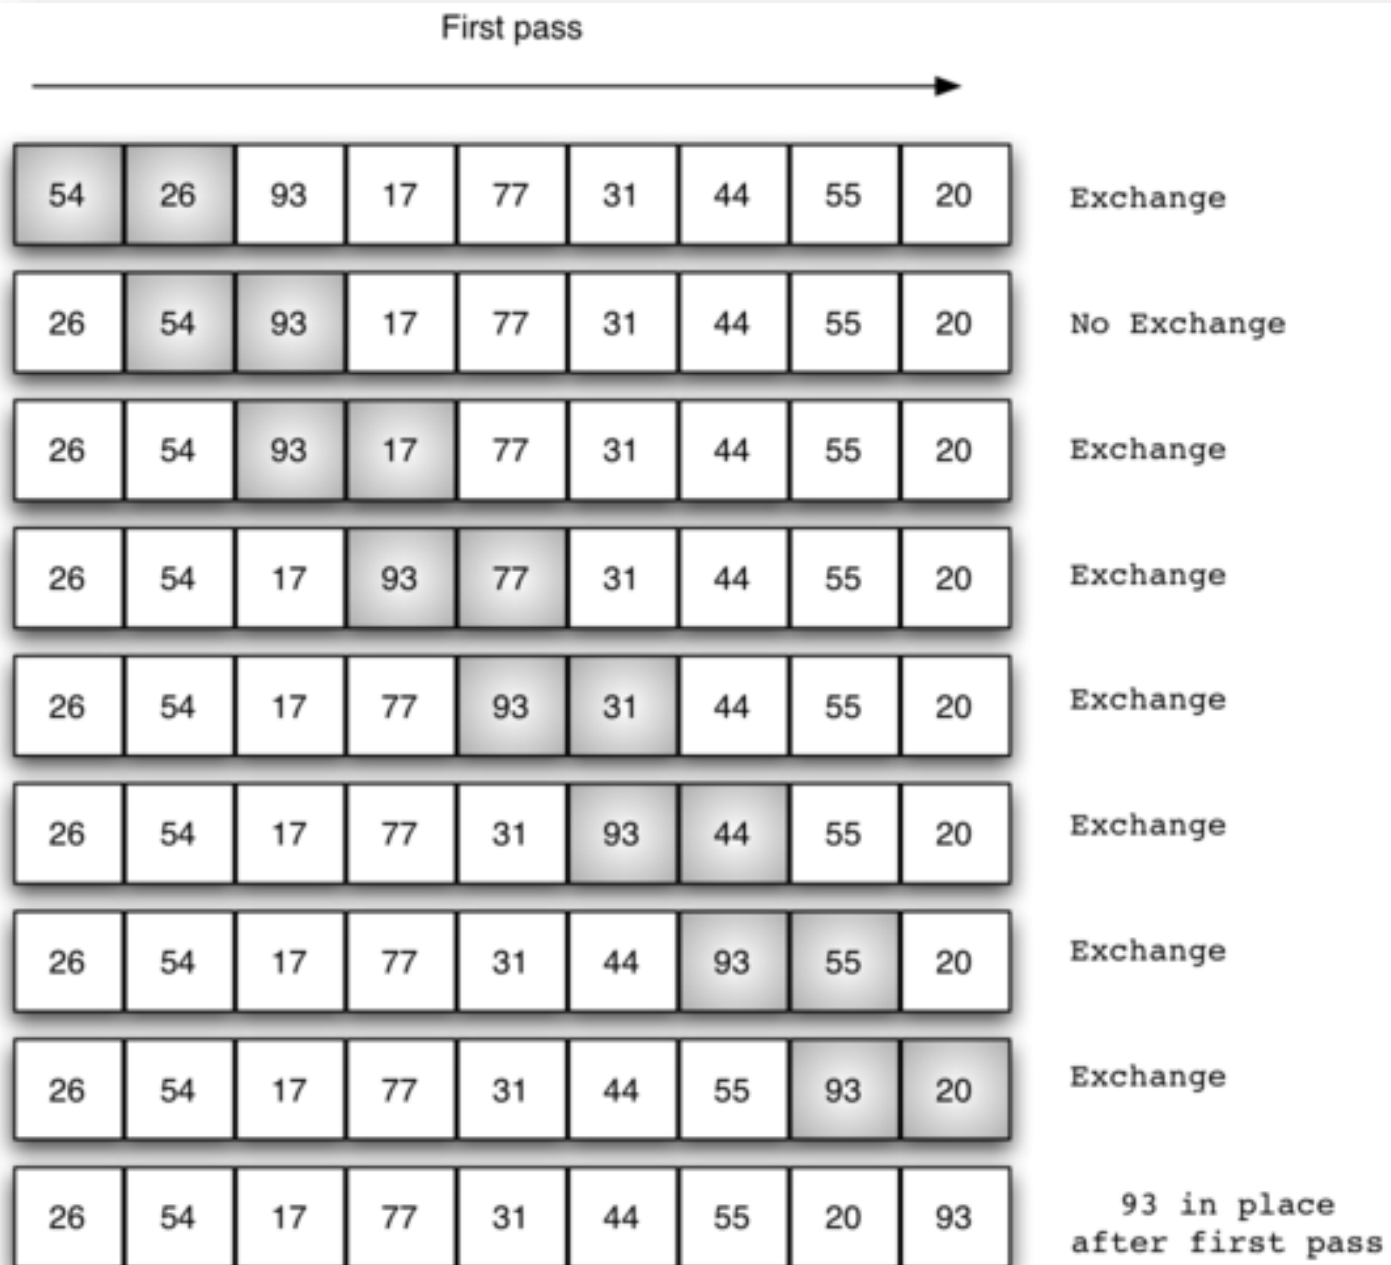 First pass
54 26 93 17 77 31 44 55 20 Exchange
26 54 93 17 77 31 44 55 20 No Exchange
26 54 93 17 77 31 44 55 20 Exchange
26 54 17 93 77 31 44 55 20 Exchange
26 54 17 77 93 31 44 55 20 Exchange
26 54 17 77 31 93 44 55 20 Exchange
26 54 17 77 31 44 93 55 20 Exchange
26 54 17 77 31 44 55 93 20 Exchange
26 54 17 77 31 44 55 20 93 93 in place
after first pass